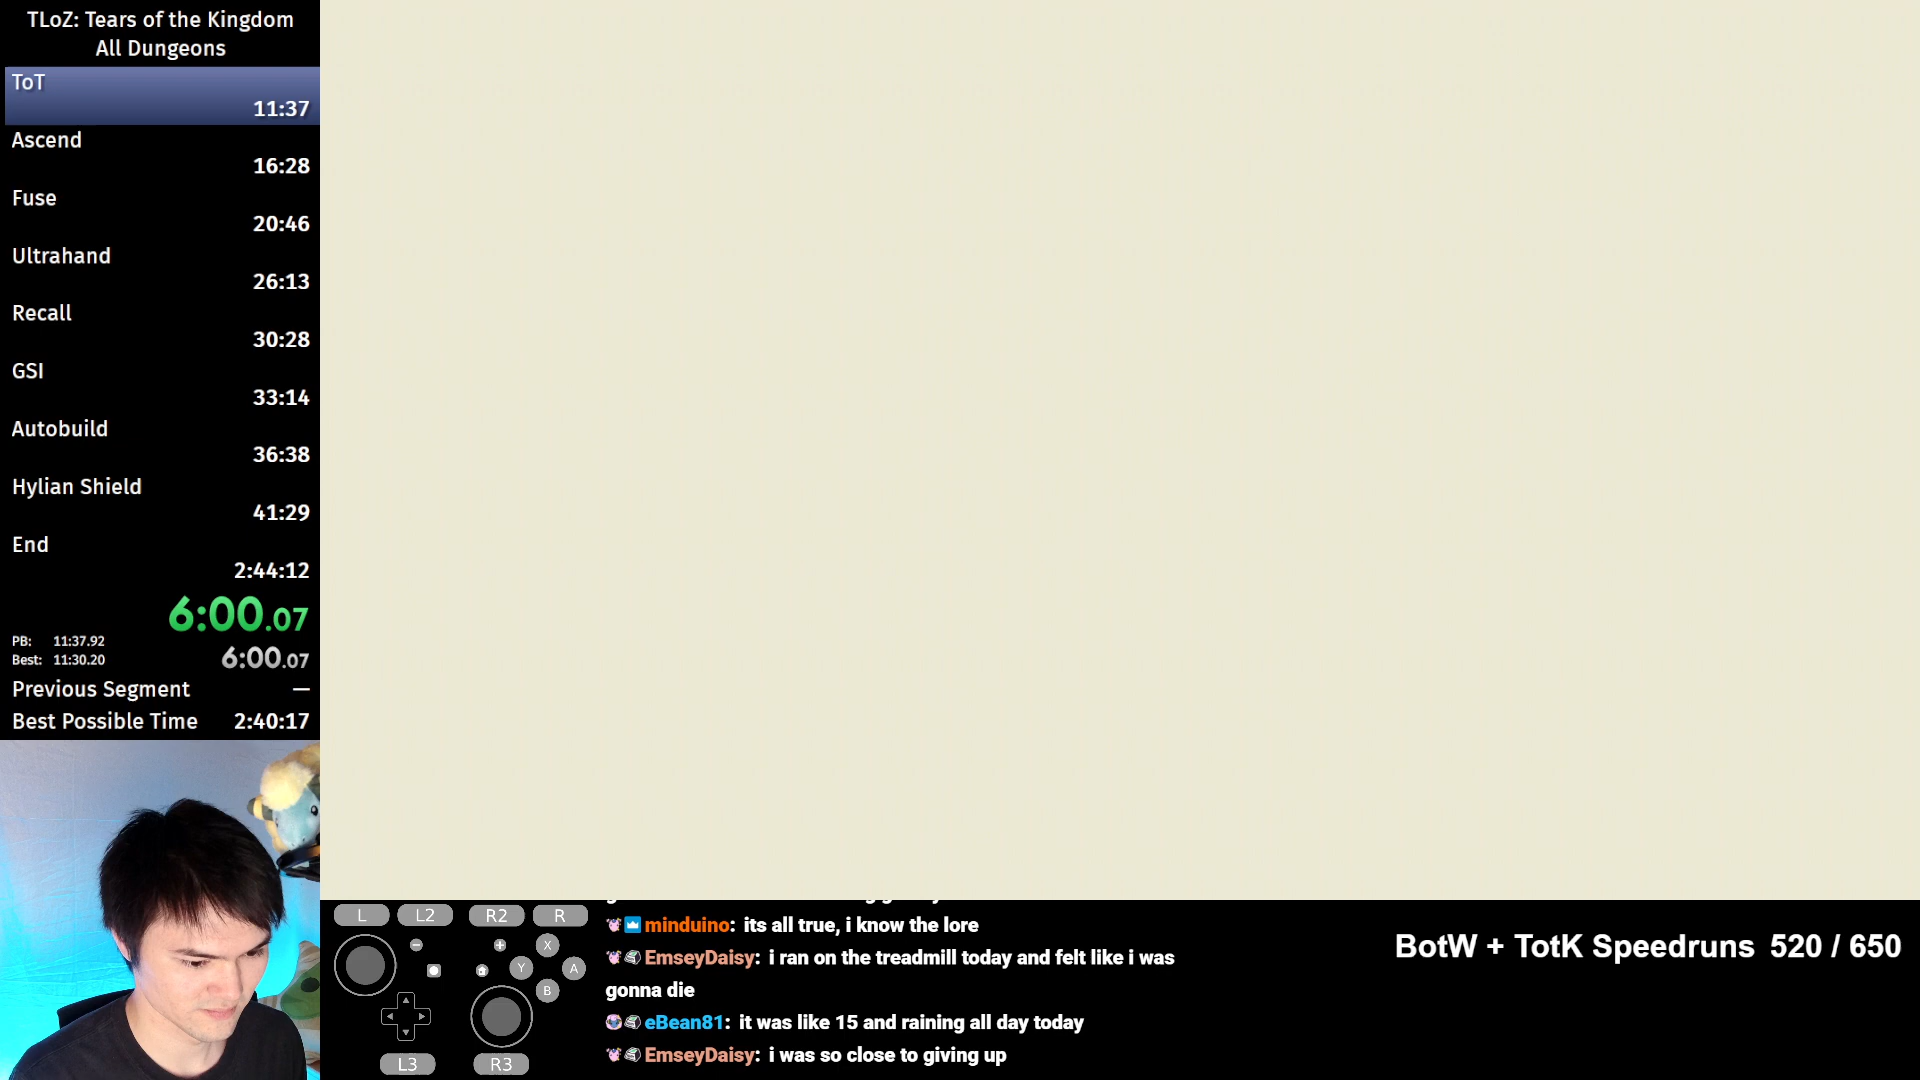 TLoZ: Tears of the Kingdom
All Dungeons
ToT
11:37
Ascend
16:28
Fuse
20:46
Ultrahand
26:13
Recall
30:28
GSI
33:14
Autobuild
36:38
Hylian Shield
41:29
End
2:44:12
6:00.07
PB: 11:37.92
Best: 11:30.20
6:00.07
Previous Segment —
Best Possible Time 2:40:17
L L2 R2 R
X
Y A
B
L3 R3
minduino: its all true, i know the lore
EmseyDaisy: i ran on the treadmill today and felt like i was
gonna die
eBean81: it was like 15 and raining all day today
EmseyDaisy: i was so close to giving up
BotW + TotK Speedruns 520 / 650